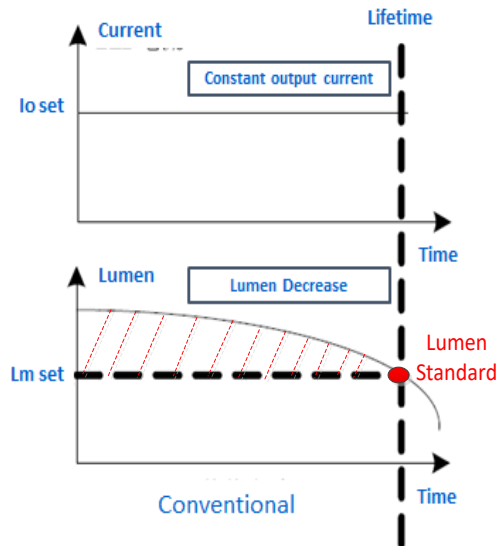 Lifetime
Current
Constant output current
Io set
Time
Lumen
Lumen Decrease
Lumen
Standard
Lm set
Time
Conventional